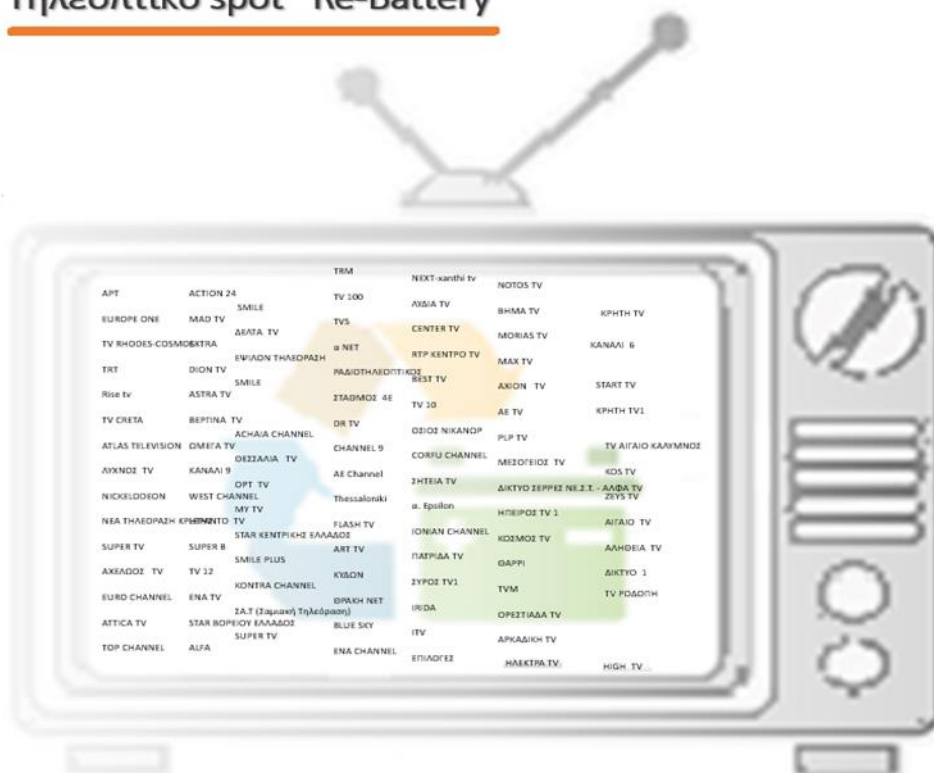 Τηλεοπτικό spot "Re-Battery"
ΑΡΤ
EUROPE ONE
TV RHODES-COSMOS
TRT
Rise tv
TV CRETA
ATLAS TELEVISION
ΛΥΧΝΟΣ TV
NICKELODEON
ΝΕΑ ΤΗΛΕΟΡΑΣΗ
SUPER TV
ΑΧΕΛΩΟΣ TV
EURO CHANNEL
ATTICA TV
TOP CHANNEL
ACTION 24
MAD TV
EXTRA
DION TV
ASTRA TV
ΒΕΡΓΙΝΑ TV
ΩΜΕΓΑ TV
ΚΑΝΑΛΙ 9
WEST CHANNEL
TV
SUPER B
TV 12
ENA TV
STAR ΒΟΡΕΙΟΥ ΕΛΛΑΔΟΣ
ALFA
SMILE
ΔΕΛΤΑ TV
ΕΨΙΛΟΝ ΤΗΛΕΟΡΑΣΗ
SMILE
ACHAIA CHANNEL
ΘΕΣΣΑΛΙΑ TV
ΟΡΤ TV
MY TV
STAR ΚΕΝΤΡΙΚΗΣ ΕΛΛΑΔΟΣ
SMILE PLUS
KONTRA CHANNEL
ΣΑ.Τ (Σαμιακή Τηλεόραση)
SUPER TV
TRM
TV 100
TVS
α NET
ΡΑΔΙΟΤΗΛΕΟΠΤΙΚΟΣ
ΣΤΑΘΜΟΣ 4Ε
DR TV
CHANNEL 9
AE Channel
Thessaloniki
FLASH TV
ART TV
ΚΥΔΩΝ
ΘΡΑΚΗ ΝΕΤ
BLUE SKY
ENA CHANNEL
NEXT-xanthi tv
ΛΥΔΙΑ TV
CENTER TV
RTP ΚΕΝΤΡΟ TV
BEST TV
TV 10
ΟΣΙΟΣ ΝΙΚΑΝΩΡ
CORFU CHANNEL
ΣΗΤΕΙΑ TV
α. Epsilon
IONIAN CHANNEL
ΠΑΤΡΙΔΑ TV
ΣΥΡΟΣ TV1
IRIDA
ITV
ΕΠΙΛΟΓΕΣ
NOTOS TV
ΒΗΜΑ TV
MORIAS TV
MAX TV
AXION TV
AE TV
PLP TV
ΜΕΣΟΓΕΙΟΣ TV
ΔΙΚΤΥΟ ΣΕΡΡΕΣ ΝΕ.Σ.Τ. - ΑΛΦΑ TV
ΗΠΕΙΡΟΣ TV 1
ΚΟΣΜΟΣ TV
ΘΑΡΡΙ
TVM
ΟΡΕΣΤΙΑΔΑ TV
ΑΡΚΑΔΙΚΗ TV
ΗΛΕΚΤΡΑ TV
ΚΡΗΤΗ TV
ΚΑΝΑΛΙ 6
START TV
ΚΡΗΤΗ TV1
TV ΑΙΓΑΙΟ ΚΑΛΥΜΝΟΣ
KOS TV
ZEYS TV
ΑΙΓΑΙΟ TV
ΑΛΗΘΕΙΑ TV
ΔΙΚΤΥΟ 1
TV ΡΟΔΟΠΗ
HIGH TV